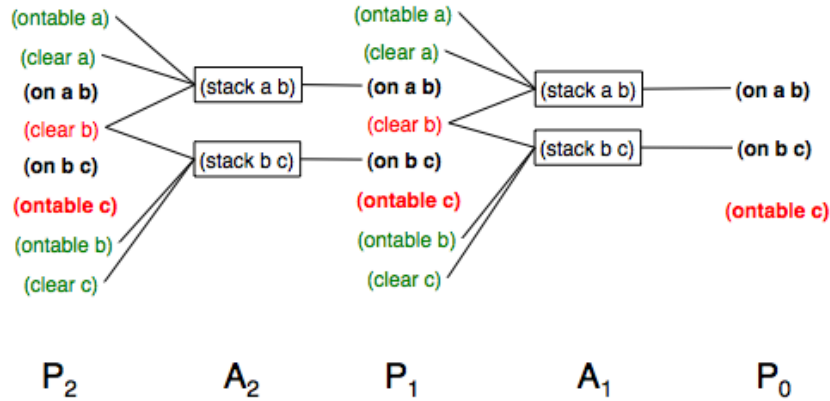 (ontable a)
(clear a)
(on a b)
(clear b)
(on b c)
(ontable c)
(ontable b)
(clear c)
(stack a b)
(stack b c)
(ontable a)
(clear a)
(on a b)
(clear b)
(on b c)
(ontable c)
(ontable b)
(clear c)
(stack a b)
(stack b c)
(on a b)
(on b c)
(ontable c)
P2 A2 P1 A1 P0